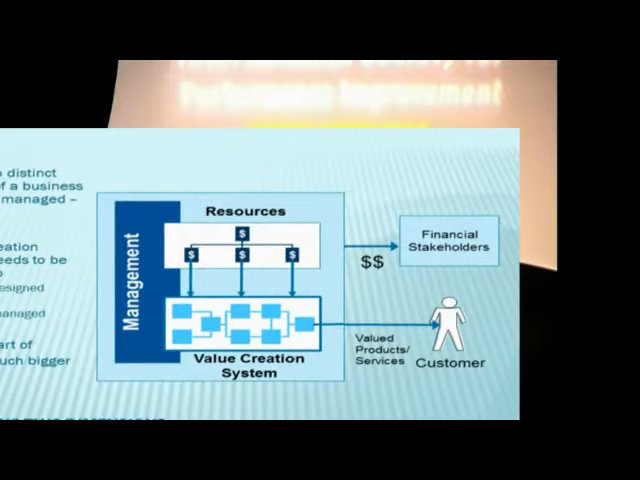 Performance Improvement
distinct
of a business
managed –
eation
eeds to be
esigned
anaged
art of
uch bigger
Management
Resources
$
$ $ $
Value Creation
System
$$
Financial
Stakeholders
Valued
Products/
Services
Customer